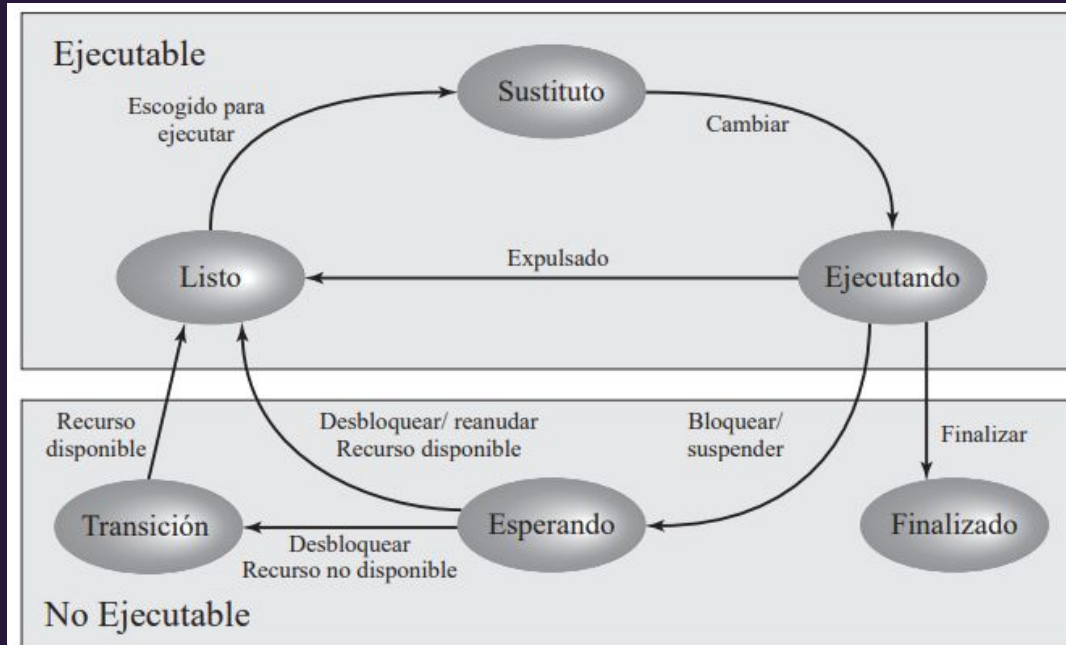 Ejecutable
Sustituto
Escogido para
ejecutar
Cambiar
Listo
Expulsado
Ejecutando
Recurso
disponible
Desbloquear/ reanudar
Recurso disponible
Bloquear/
suspender
Finalizar
Transición
Esperando
Finalizado
Desbloquear
Recurso no disponible
No Ejecutable